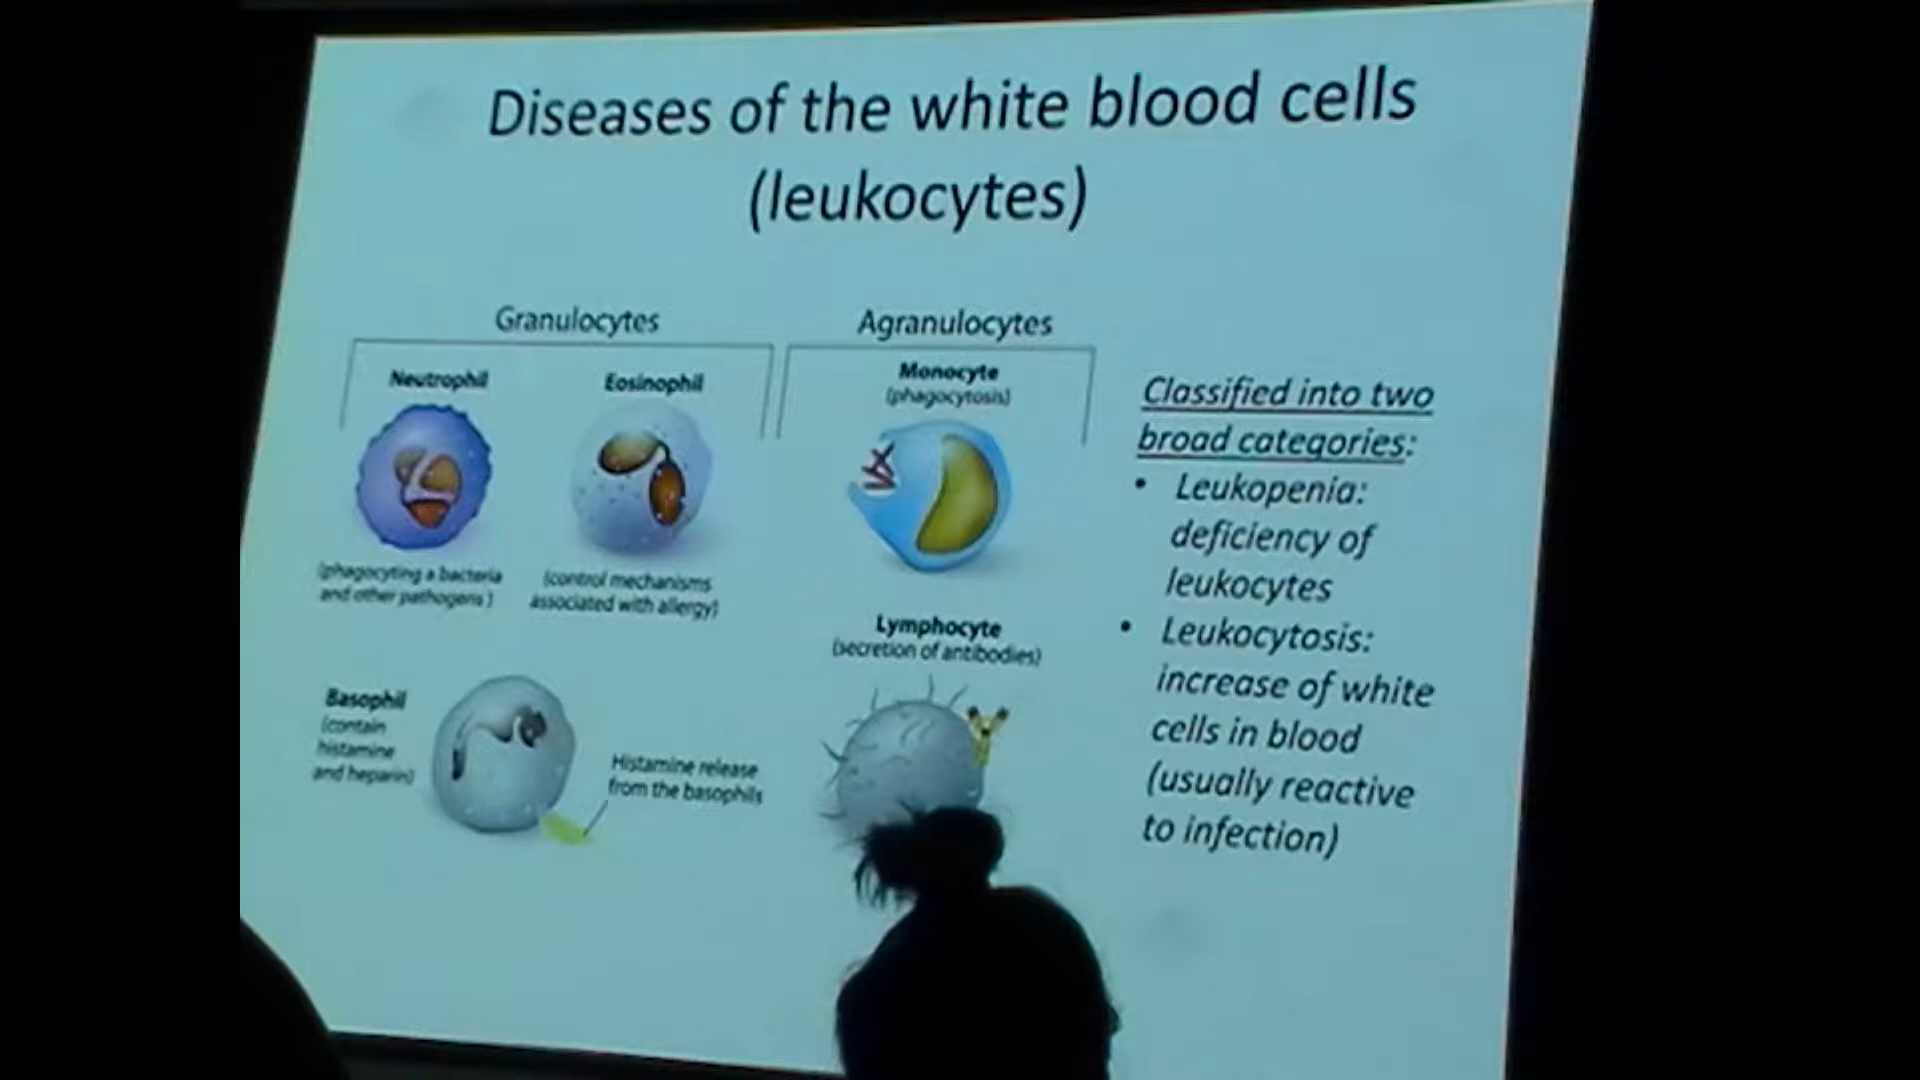 Diseases of the white blood cells
(leukocytes)
Granulocytes
Agranulocytes
Neutrophil
Eosinophil
Monocyte
(phagocytosis)
(phagocyting a bacteria
and other pathogens)
(control mechanisms
associated with allergy)
Lymphocyte
(secretion of antibodies)
Basophil
(contain
histamine
and heparin)
Histamine release
from the basophils
Classified into two
broad categories:
• Leukopenia:
deficiency of
leukocytes
• Leukocytosis:
increase of white
cells in blood
(usually reactive
to infection)